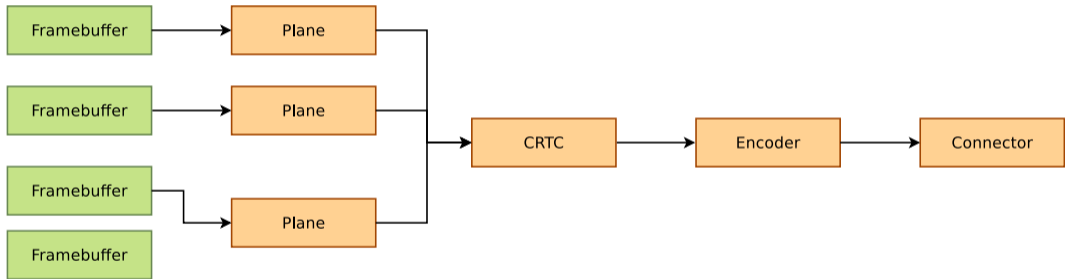 Framebuffer
Plane
Framebuffer
Plane
CRTC
Encoder
Connector
Framebuffer
Plane
Framebuffer